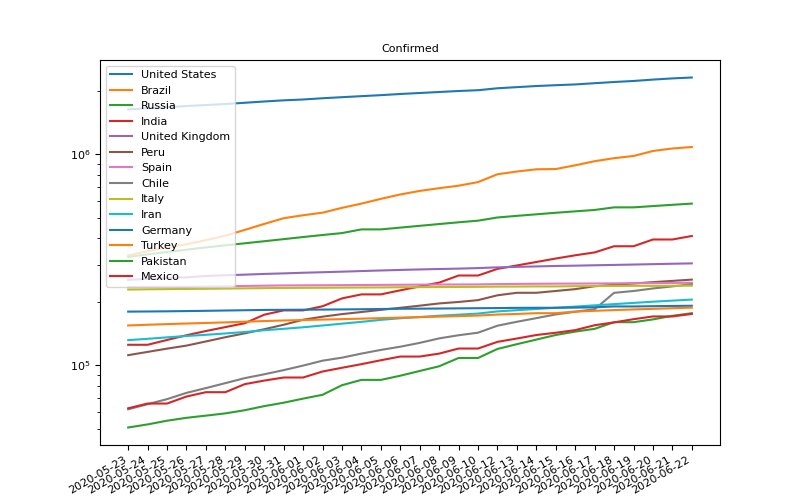 Confirmed
United States
Brazil
Russia
India
United Kingdom
Peru
Spain
Chile
Italy
Iran
Germany
Turkey
Pakistan
Mexico
10⁶
10⁵
2020-05-23
2020-05-24
2020-05-25
2020-05-26
2020-05-27
2020-05-28
2020-05-29
2020-05-30
2020-05-31
2020-06-01
2020-06-02
2020-06-03
2020-06-04
2020-06-05
2020-06-06
2020-06-07
2020-06-08
2020-06-09
2020-06-10
2020-06-12
2020-06-13
2020-06-14
2020-06-15
2020-06-16
2020-06-17
2020-06-18
2020-06-19
2020-06-20
2020-06-21
2020-06-22